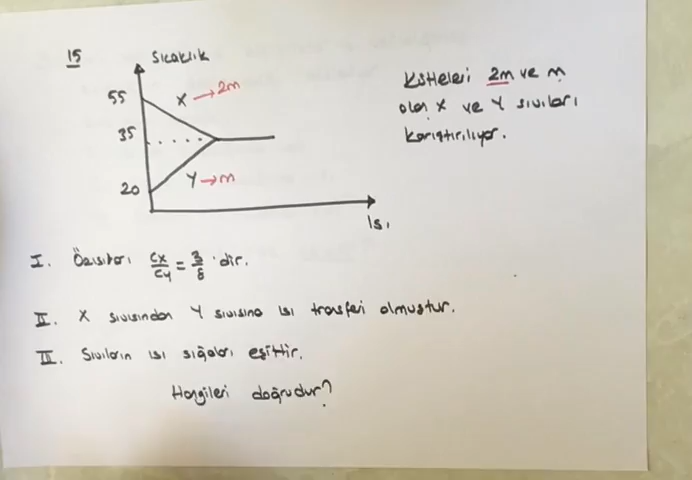 15
Sıcaklık
55
X → 2m
35
Y → m
20
Isı
Kütleleri 2m ve m
olan X ve Y sıvıları
karıştırılıyor.
I. Özısıları cx/cy = 3/8 'dir.
II. X sıvısından Y sıvısına ısı transferi olmuştur.
III. Sıvıların ısı sığaları eşittir.
Hangileri doğrudur?